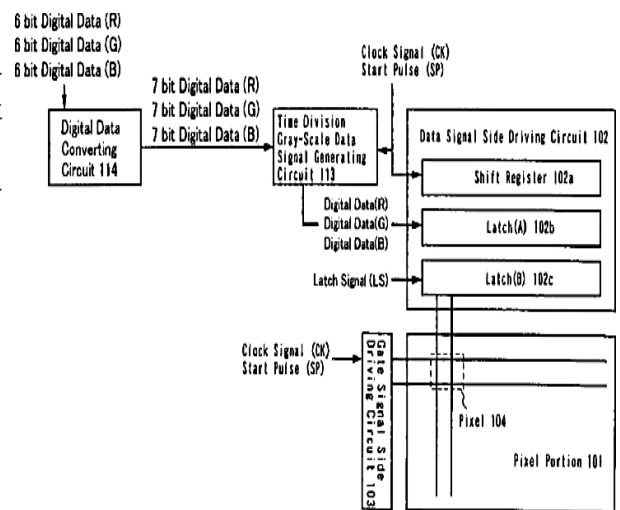 6 bit Digital Data (R)
6 bit Digital Data (G)
6 bit Digital Data (B)
7 bit Digital Data (R)
7 bit Digital Data (G)
7 bit Digital Data (B)
Digital Data
Converting
Circuit 114
Time Division
Gray-Scale Data
Signal Generating
Circuit 113
Clock Signal (CK)
Start Pulse (SP)
Data Signal Side Driving Circuit 102
Shift Register 102a
Digital Data(R)
Digital Data(G)
Digital Data(B)
Latch(A) 102b
Latch Signal (LS)
Latch(B) 102c
Clock Signal (CK)
Start Pulse (SP)
Gate Signal Side
Driving Circuit 103
Pixel 104
Pixel Portion 101